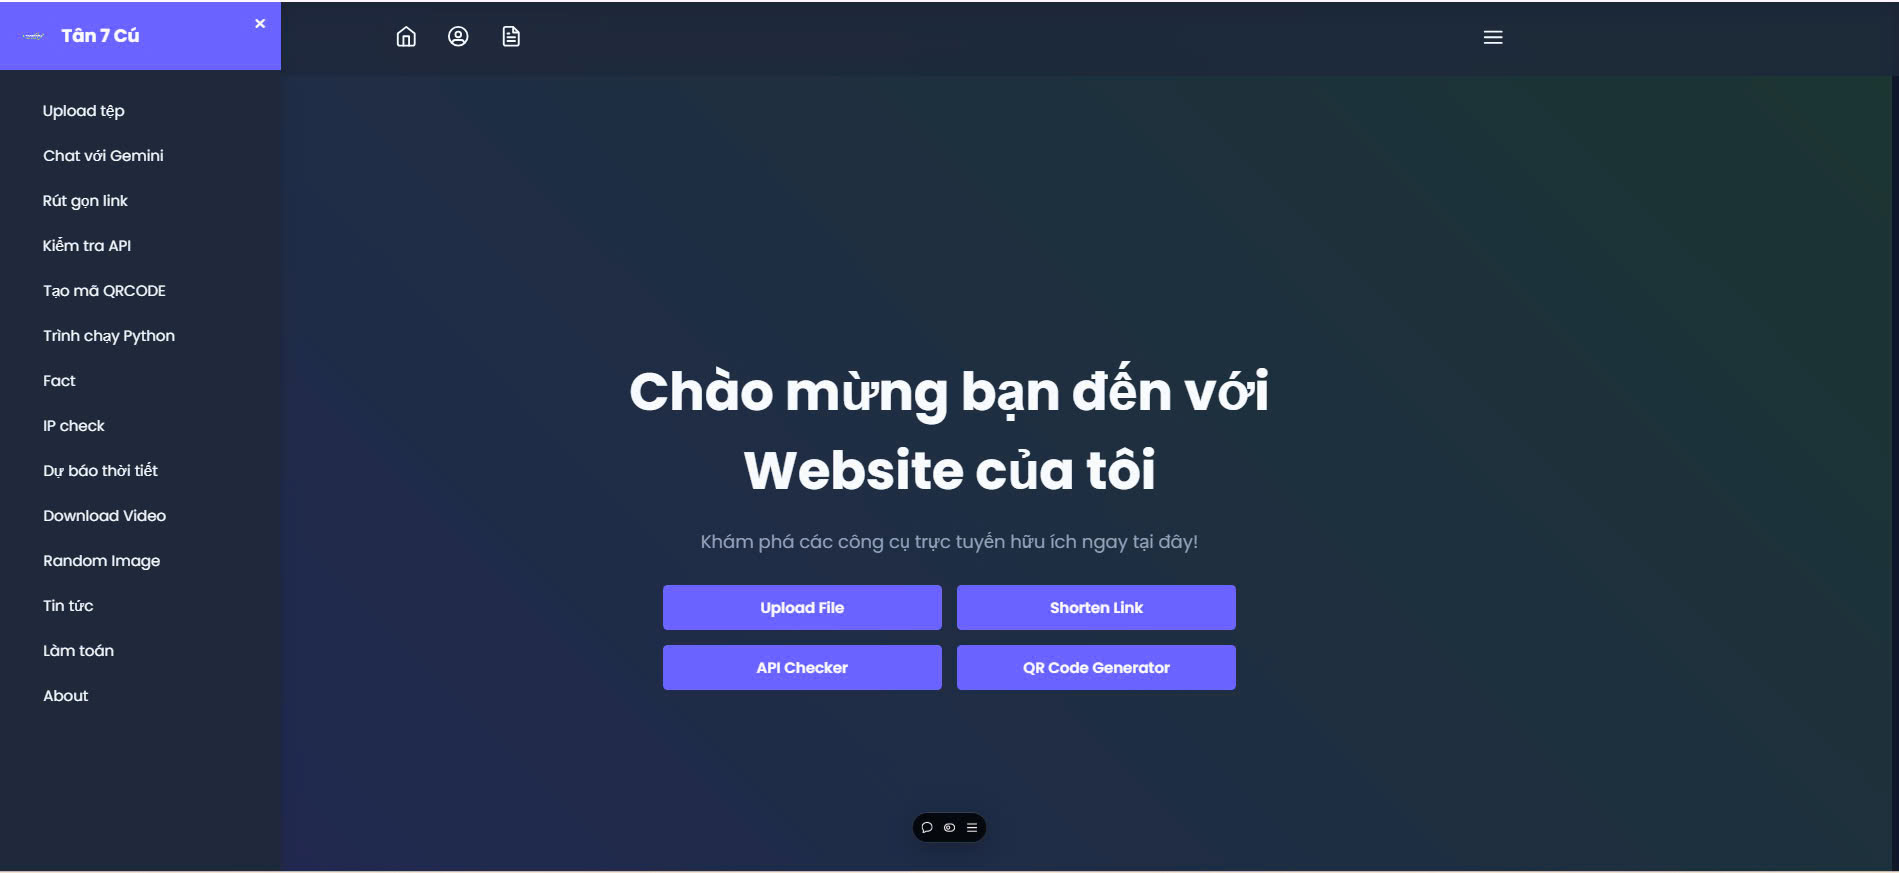 Tân 7 Cú
Upload tệp
Chat với Gemini
Rút gọn link
Kiểm tra API
Tạo mã QRCODE
Trình chạy Python
Fact
IP check
Dự báo thời tiết
Download Video
Random Image
Tin tức
Làm toán
About
Chào mừng bạn đến với
Website của tôi
Khám phá các công cụ trực tuyến hữu ích ngay tại đây!
Upload File
Shorten Link
API Checker
QR Code Generator